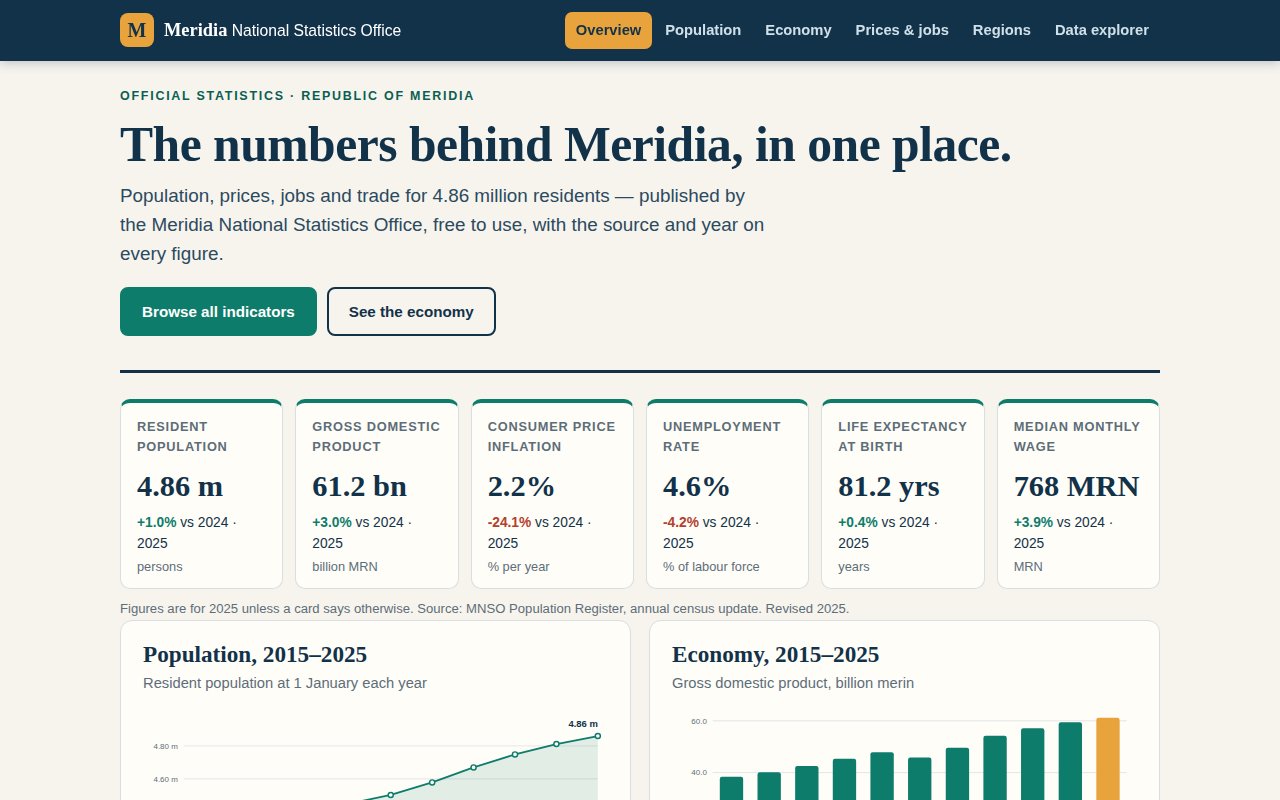 M Meridia National Statistics Office Overview Population Economy Prices & jobs Regions Data explorer
OFFICIAL STATISTICS · REPUBLIC OF MERIDIA
The numbers behind Meridia, in one place.
Population, prices, jobs and trade for 4.86 million residents — published by
the Meridia National Statistics Office, free to use, with the source and year on
every figure.
Browse all indicators See the economy
RESIDENT
POPULATION
4.86 m
+1.0% vs 2024 ·
2025
persons
GROSS DOMESTIC
PRODUCT
61.2 bn
+3.0% vs 2024 ·
2025
billion MRN
CONSUMER PRICE
INFLATION
2.2%
-24.1% vs 2024 ·
2025
% per year
UNEMPLOYMENT
RATE
4.6%
-4.2% vs 2024 ·
2025
% of labour force
LIFE EXPECTANCY
AT BIRTH
81.2 yrs
+0.4% vs 2024 ·
2025
years
MEDIAN MONTHLY
WAGE
768 MRN
+3.9% vs 2024 ·
2025
MRN
Figures are for 2025 unless a card says otherwise. Source: MNSO Population Register, annual census update. Revised 2025.
Population, 2015–2025
Resident population at 1 January each year
4.86 m
4.80 m
4.60 m
Economy, 2015–2025
Gross domestic product, billion merin
60.0
40.0